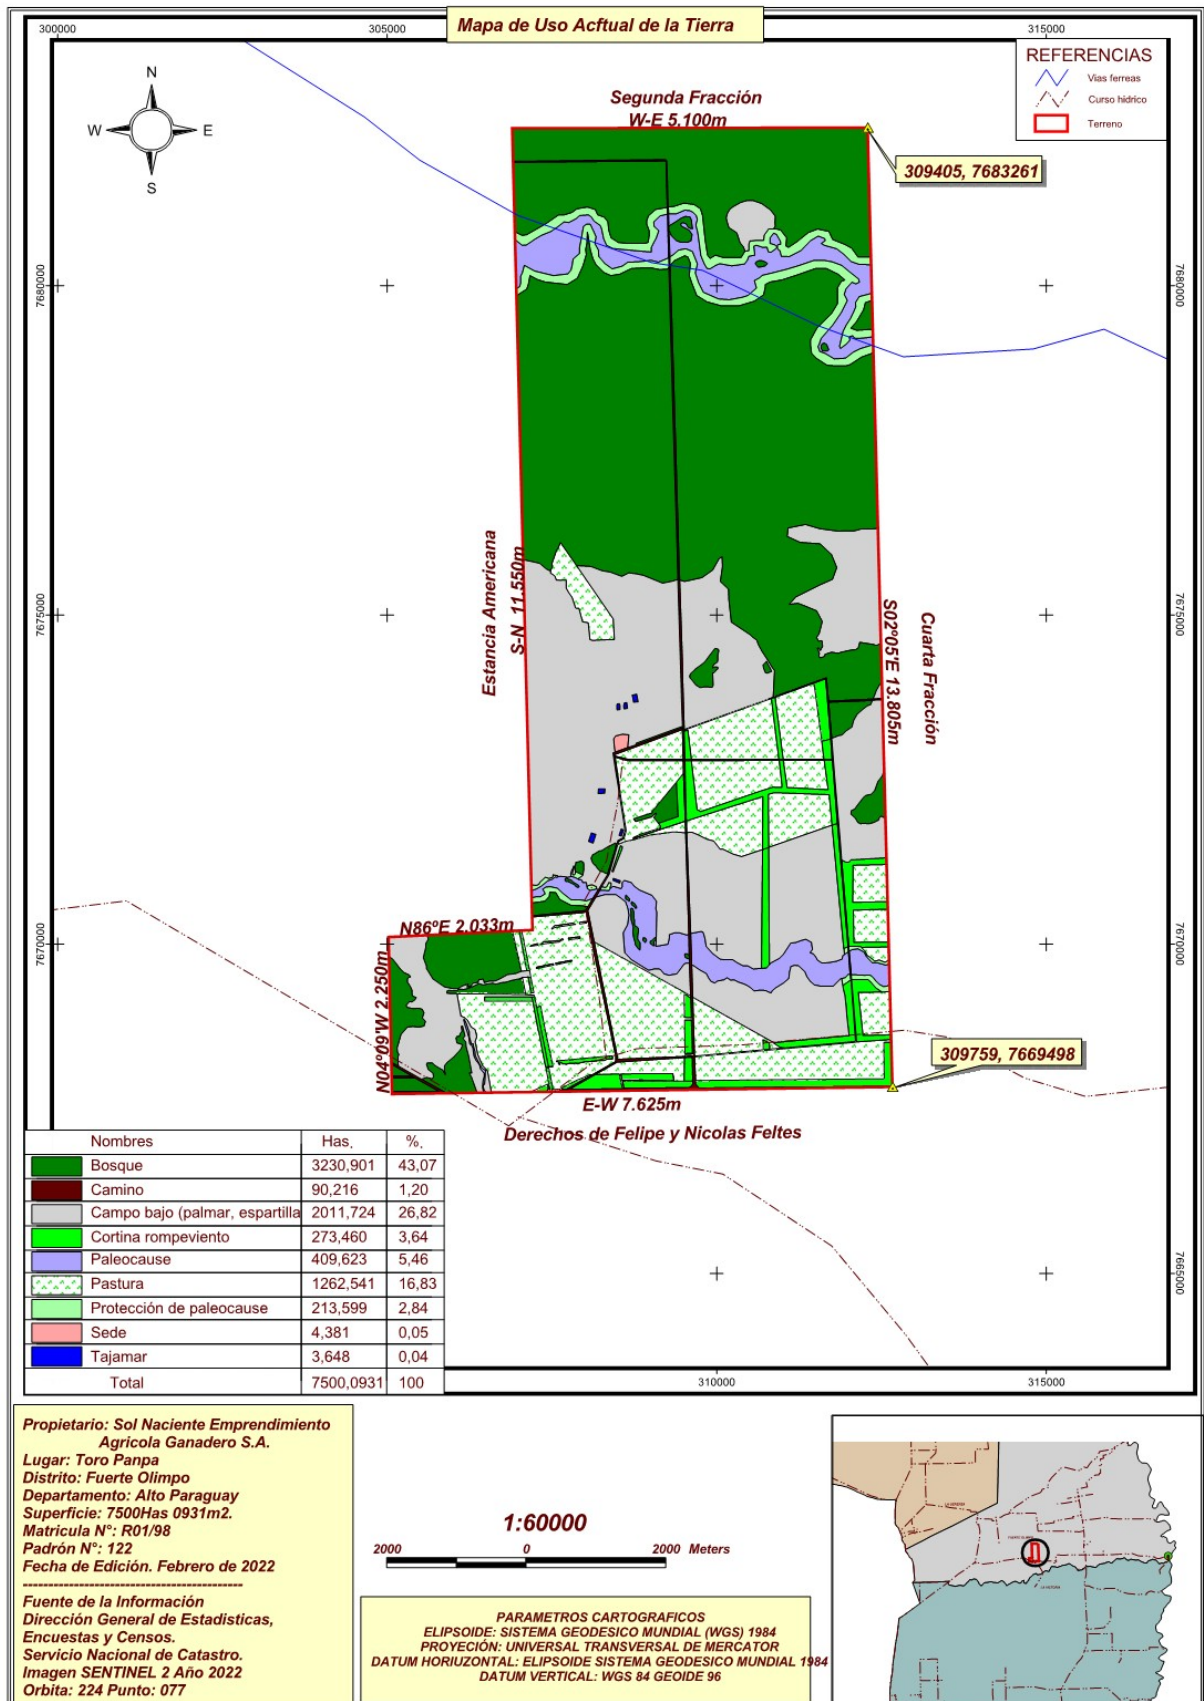 Mapa de Uso Acftual de la Tierra
300000
305000
315000
N
W
E
S
REFERENCIAS
Vias ferreas
Curso hidrico
Terreno
Segunda Fracción
W-E 5.100m
309405, 7683261
7680000
7680000
Estancia Americana
S-N 11.550m
7675000
7675000
S02º05'E 13.805m
Cuarta Fracción
N86ºE 2.033m
7670000
7670000
N04º09'W 2.250m
309759, 7669498
E-W 7.625m
Derechos de Felipe y Nicolas Feltes
7665000
310000
315000
Nombres Has. %.
Bosque 3230,901 43,07
Camino 90,216 1,20
Campo bajo (palmar, espartilla 2011,724 26,82
Cortina rompeviento 273,460 3,64
Paleocause 409,623 5,46
Pastura 1262,541 16,83
Protección de paleocause 213,599 2,84
Sede 4,381 0,05
Tajamar 3,648 0,04
Total 7500,0931 100
Propietario: Sol Naciente Emprendimiento
Agricola Ganadero S.A.
Lugar: Toro Panpa
Distrito: Fuerte Olimpo
Departamento: Alto Paraguay
Superficie: 7500Has 0931m2.
Matricula N°: R01/98
Padrón N°: 122
Fecha de Edición. Febrero de 2022
--------------------------------------------
Fuente de la Información
Dirección General de Estadisticas,
Encuestas y Censos.
Servicio Nacional de Catastro.
Imagen SENTINEL 2 Año 2022
Orbita: 224 Punto: 077
1:60000
2000 0 2000 Meters
PARAMETROS CARTOGRAFICOS
ELIPSOIDE: SISTEMA GEODESICO MUNDIAL (WGS) 1984
PROYECIÓN: UNIVERSAL TRANSVERSAL DE MERCATOR
DATUM HORIUZONTAL: ELIPSOIDE SISTEMA GEODESICO MUNDIAL 1984
DATUM VERTICAL: WGS 84 GEOIDE 96